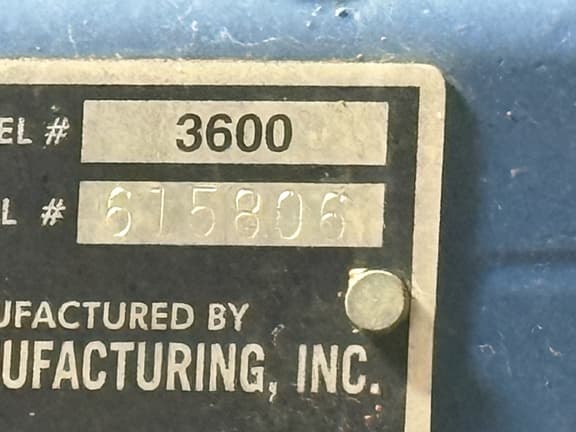 EL # 3600
L # 615806
UFACTURED BY
UFACTURING, INC.